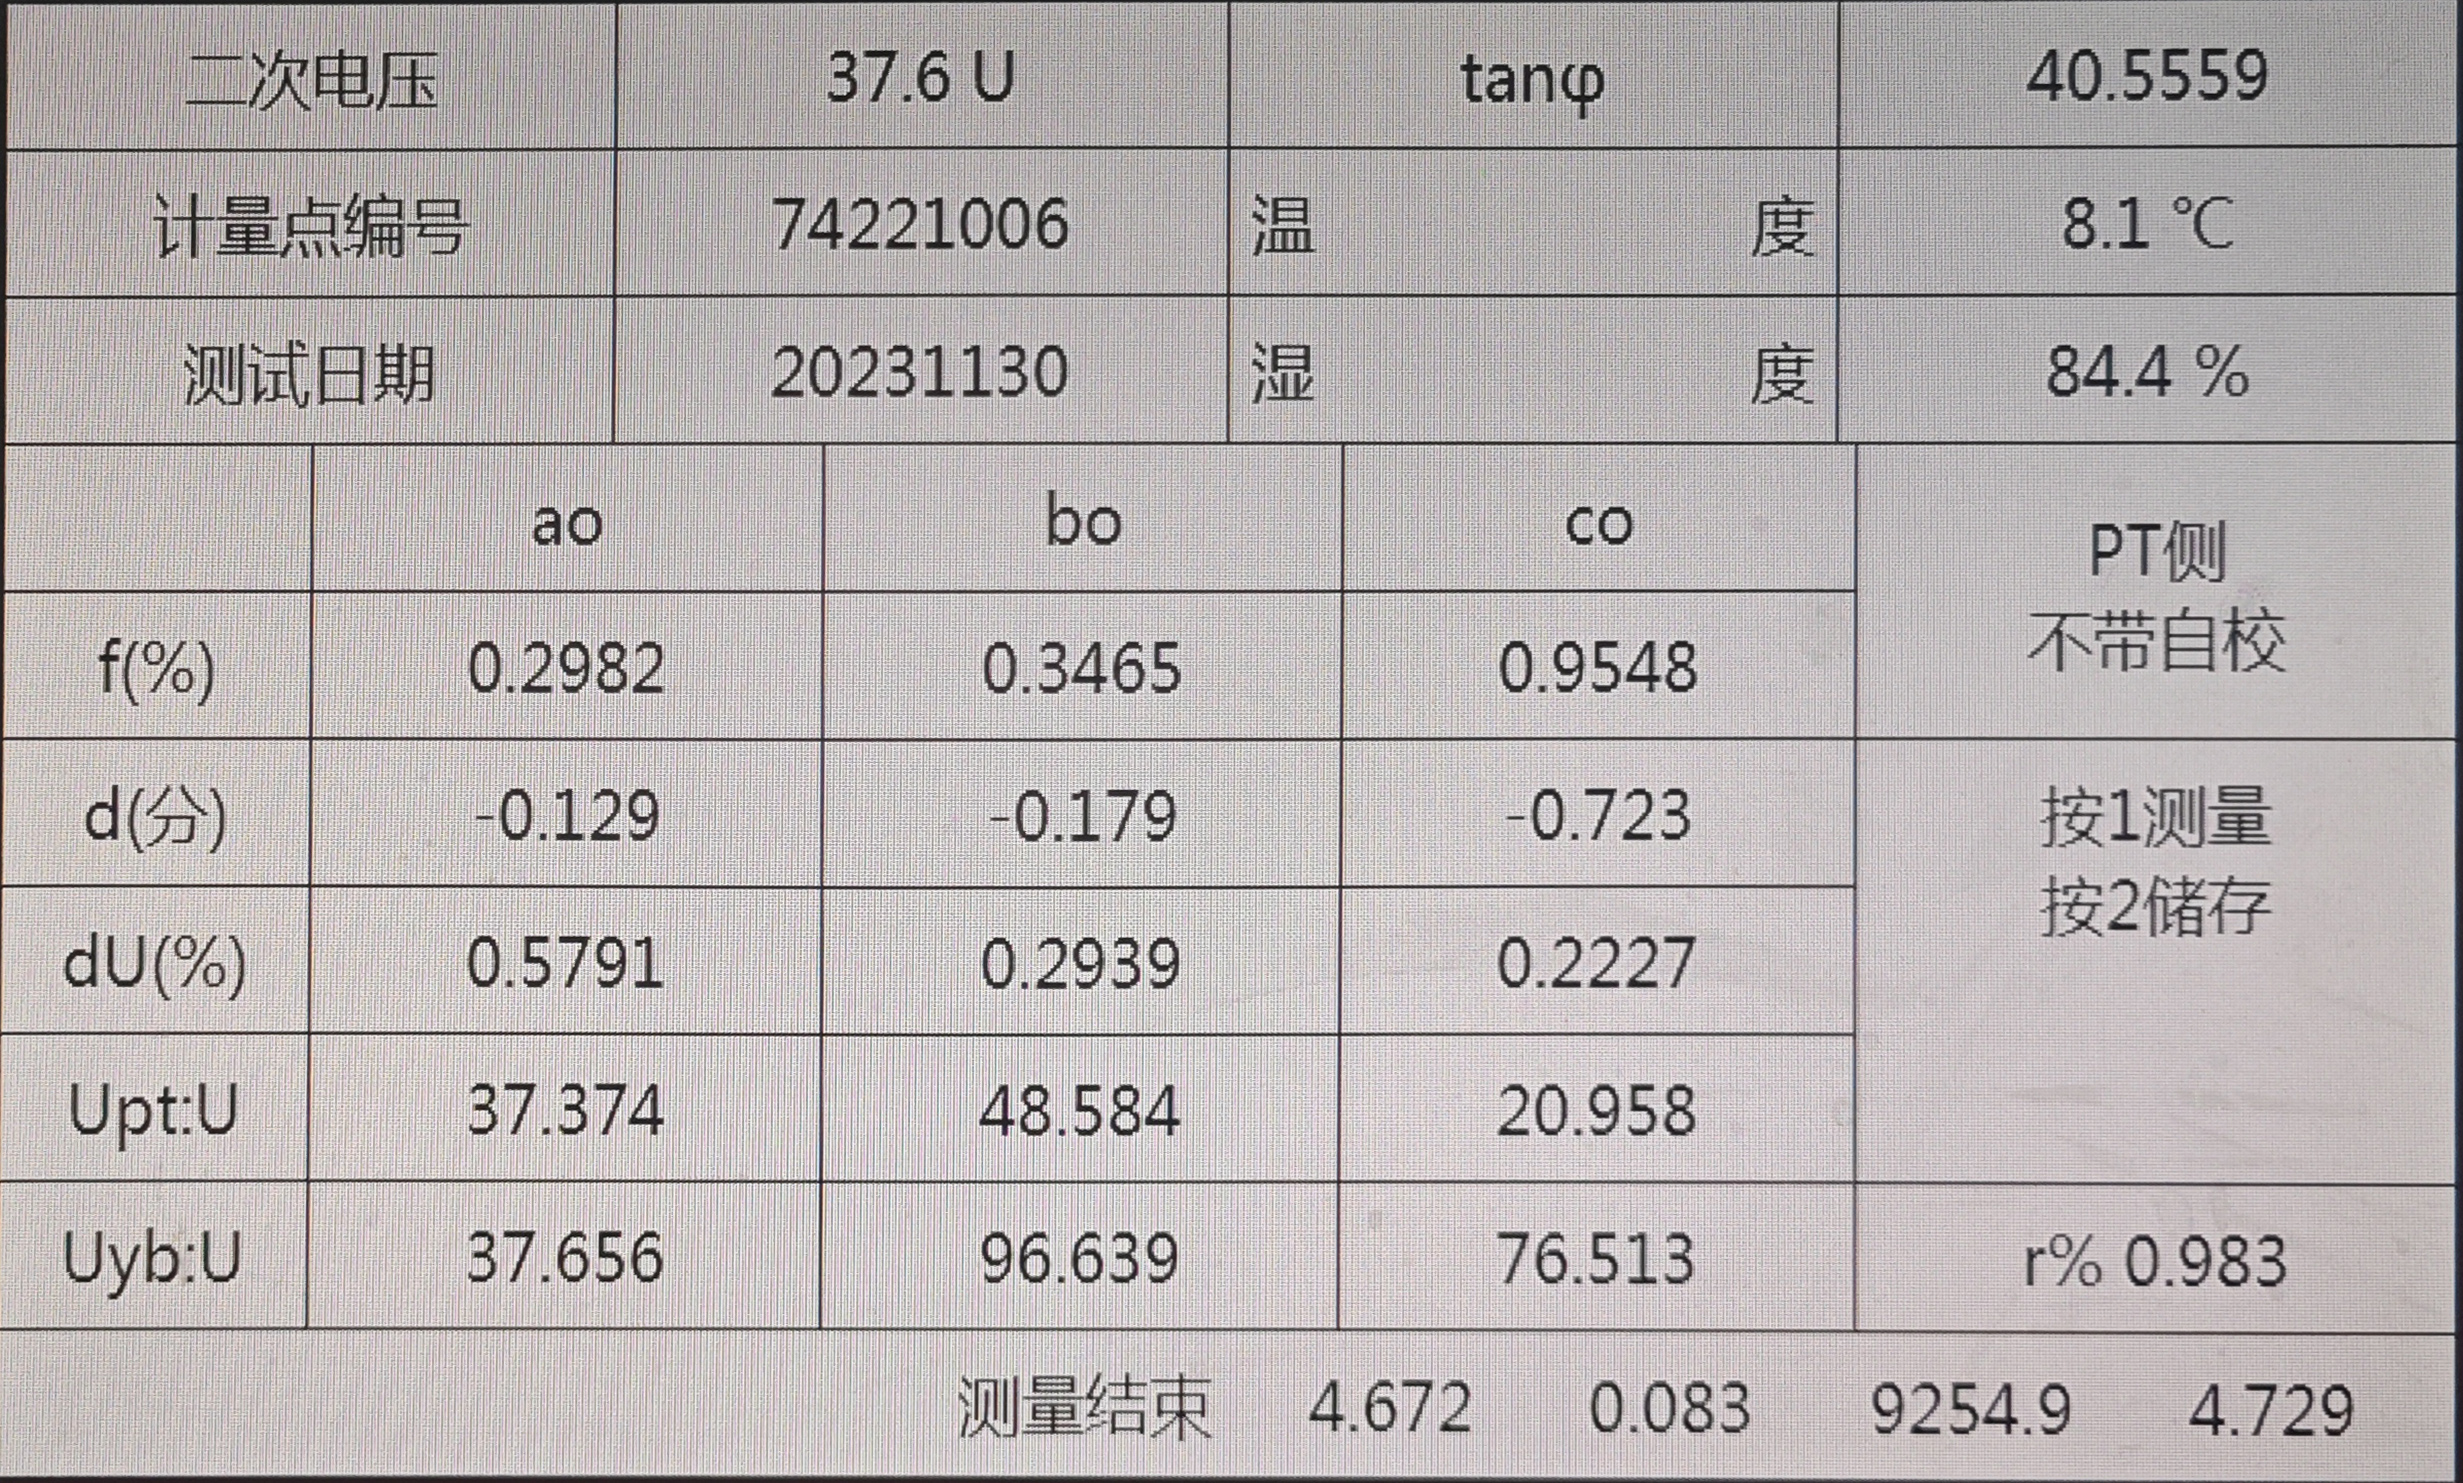 二次电压 37.6 U tanφ 40.5559
计量点编号 74221006 温 度 8.1 ℃
测试日期 20231130 湿 度 84.4 %
ao bo co PT侧
不带自校
f(%) 0.2982 0.3465 0.9548
d(分) -0.129 -0.179 -0.723 按1测量
按2储存
dU(%) 0.5791 0.2939 0.2227
Upt:U 37.374 48.584 20.958
Uyb:U 37.656 96.639 76.513 r% 0.983
测量结束 4.672 0.083 9254.9 4.729